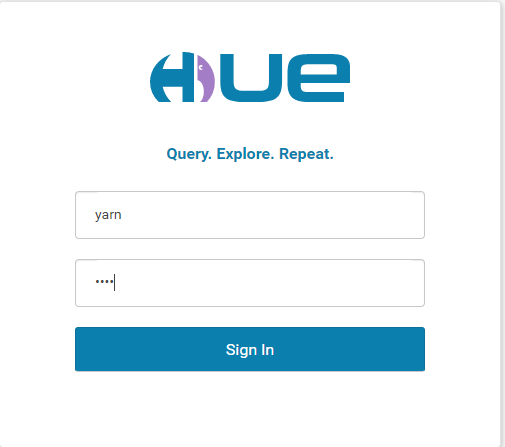 HUE
Query. Explore. Repeat.
yarn
••••
Sign In